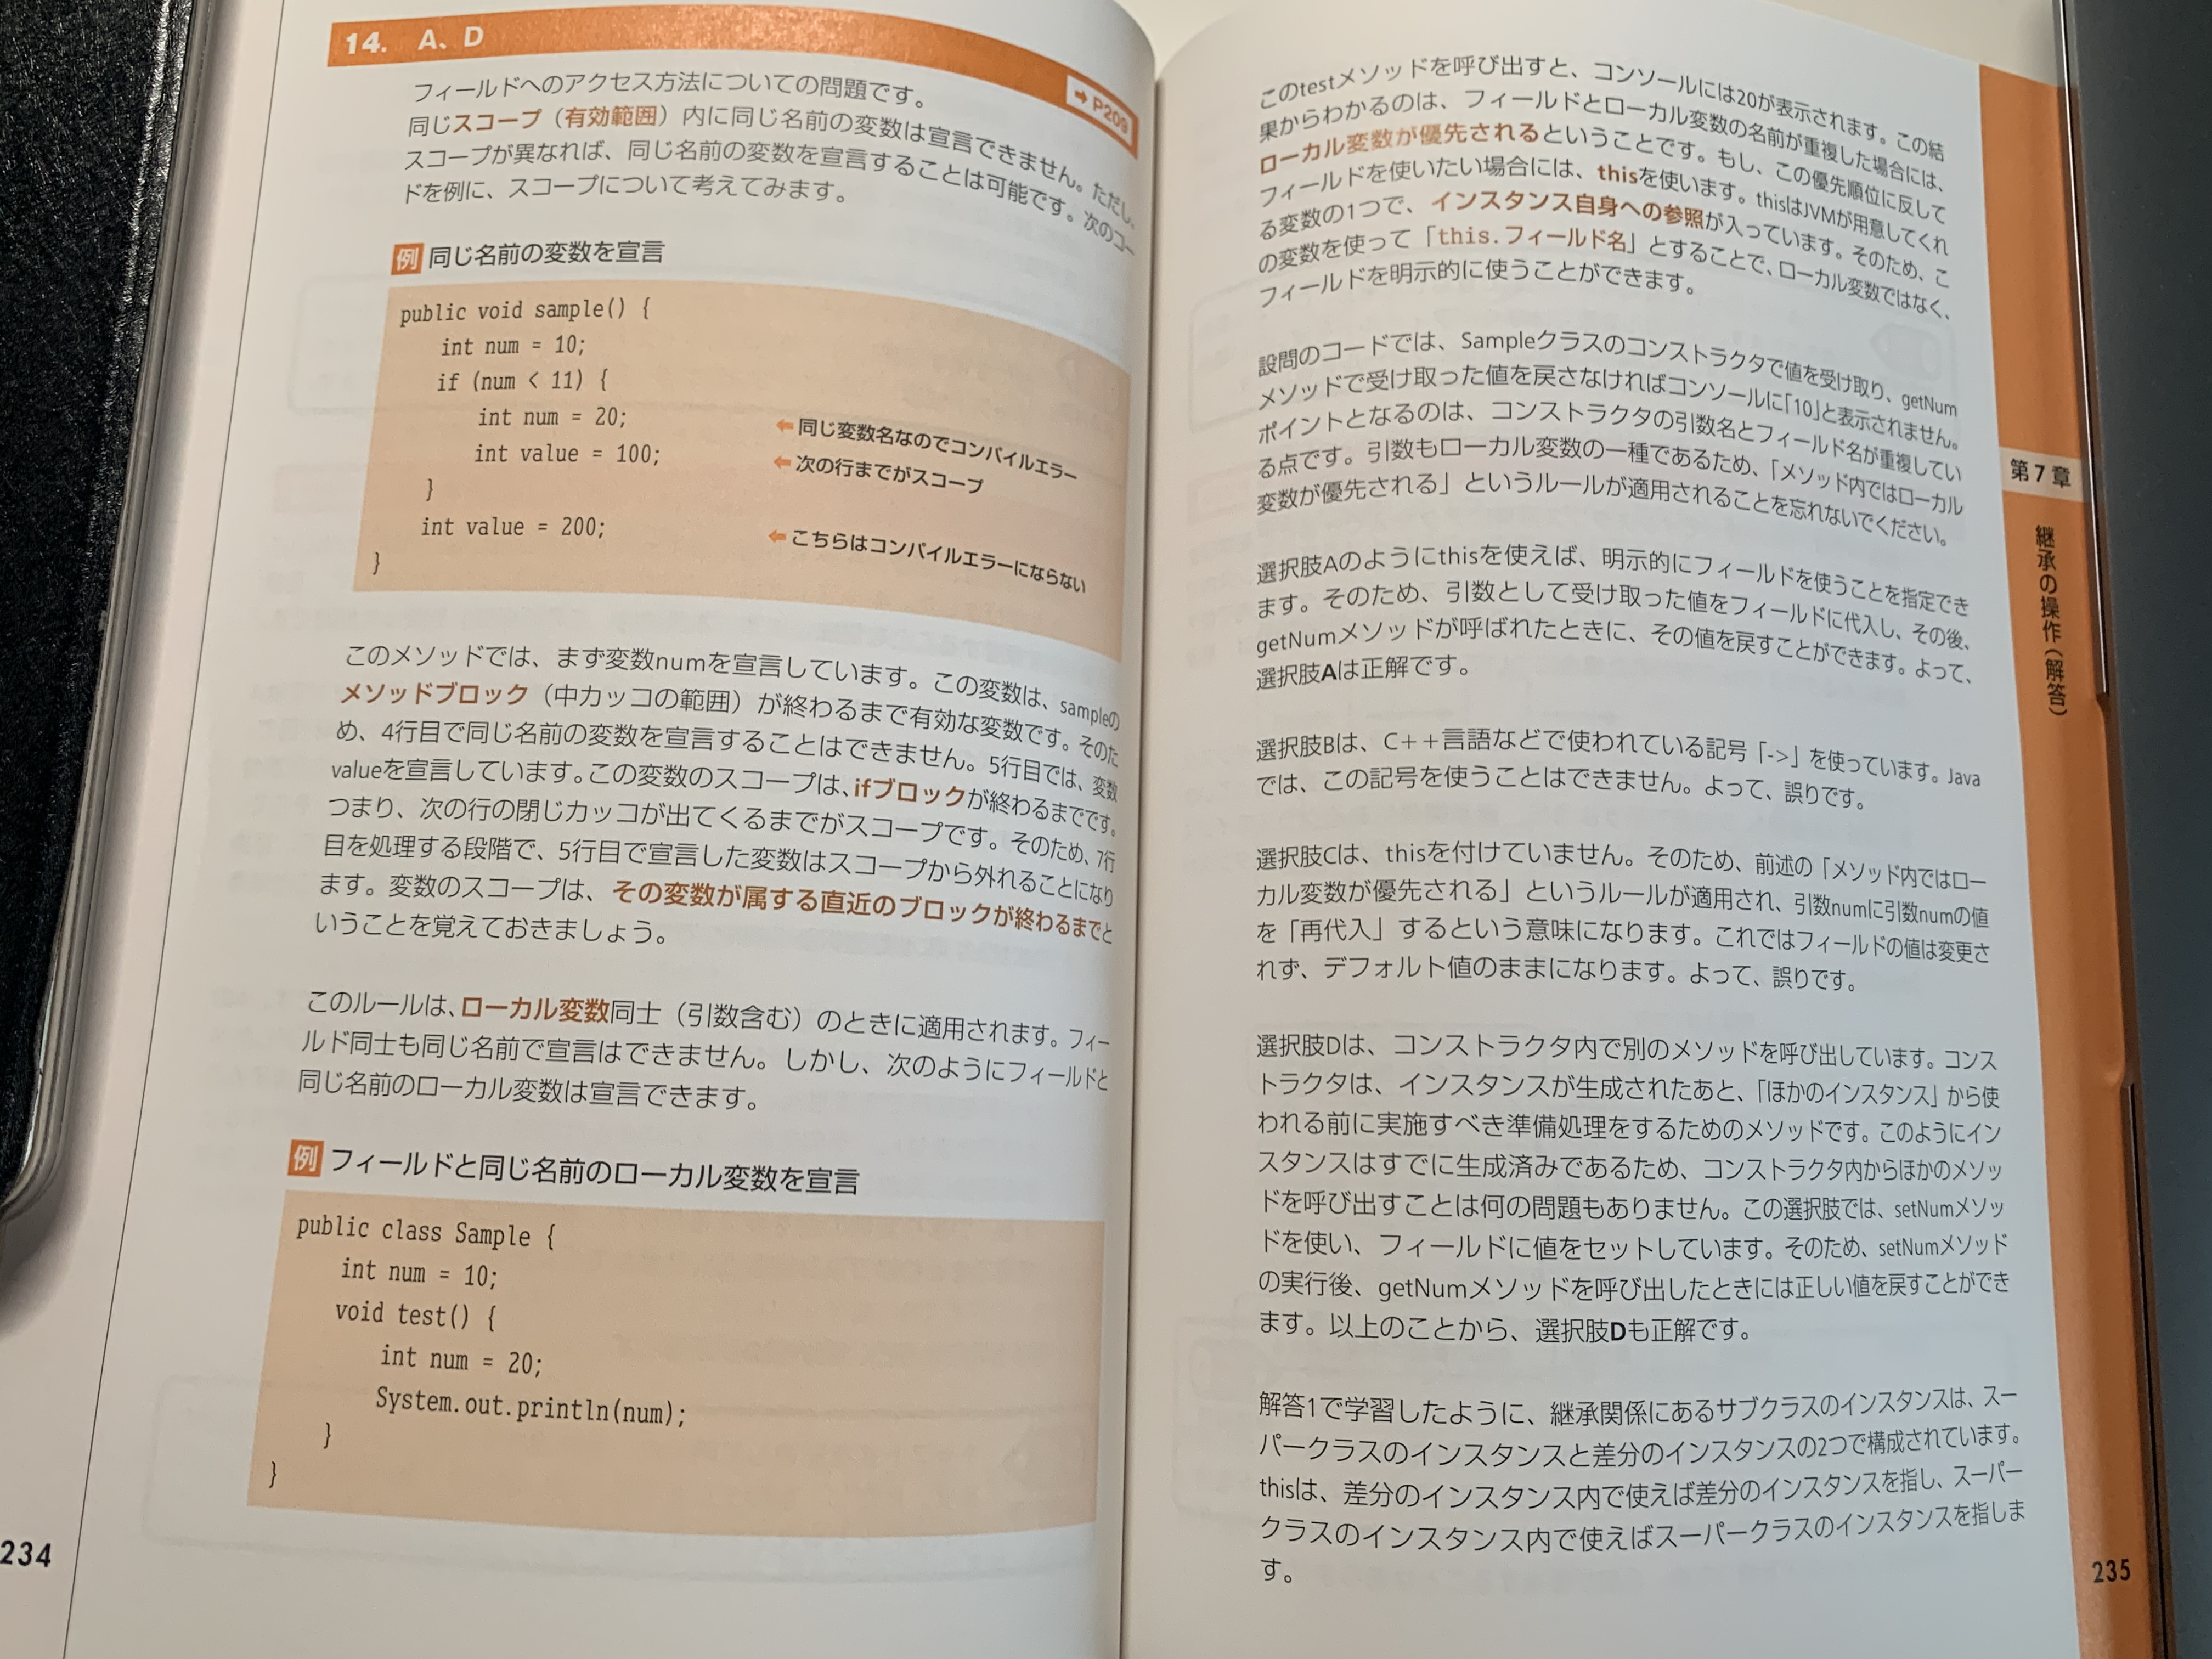 14. A、D
➡ P209
フィールドへのアクセス方法についての問題です。
同じスコープ（有効範囲）内に同じ名前の変数は宣言できません。ただし、
スコープが異なれば、同じ名前の変数を宣言することは可能です。次のコー
ドを例に、スコープについて考えてみます。
例 同じ名前の変数を宣言
public void sample() {
int num = 10;
if (num < 11) {
int num = 20; ⬅ 同じ変数名なのでコンパイルエラー
int value = 100; ⬅ 次の行までがスコープ
}
int value = 200; ⬅ こちらはコンパイルエラーにならない
}
このメソッドでは、まず変数numを宣言しています。この変数は、sampleの
メソッドブロック（中カッコの範囲）が終わるまで有効な変数です。そのた
め、4行目で同じ名前の変数を宣言することはできません。5行目では、変数
valueを宣言しています。この変数のスコープは、ifブロックが終わるまでです。
つまり、次の行の閉じカッコが出てくるまでがスコープです。そのため、7行
目を処理する段階で、5行目で宣言した変数はスコープから外れることになり
ます。変数のスコープは、その変数が属する直近のブロックが終わるまでと
いうことを覚えておきましょう。
このルールは、ローカル変数同士（引数含む）のときに適用されます。フィー
ルド同士も同じ名前で宣言はできません。しかし、次のようにフィールドと
同じ名前のローカル変数は宣言できます。
例 フィールドと同じ名前のローカル変数を宣言
public class Sample {
int num = 10;
void test() {
int num = 20;
System.out.println(num);
}
}
234
このtestメソッドを呼び出すと、コンソールには20が表示されます。この結
果からわかるのは、フィールドとローカル変数の名前が重複した場合には、
ローカル変数が優先されるということです。もし、この優先順位に反して
フィールドを使いたい場合には、thisを使います。thisはJVMが用意してくれ
る変数の1つで、インスタンス自身への参照が入っています。そのため、こ
の変数を使って「this.フィールド名」とすることで、ローカル変数ではなく、
フィールドを明示的に使うことができます。
設問のコードでは、Sampleクラスのコンストラクタで値を受け取り、getNum
メソッドで受け取った値を戻さなければコンソールに「10」と表示されません。
ポイントとなるのは、コンストラクタの引数名とフィールド名が重複してい
る点です。引数もローカル変数の一種であるため、「メソッド内ではローカル
変数が優先される」というルールが適用されることを忘れないでください。
選択肢Aのようにthisを使えば、明示的にフィールドを使うことを指定でき
ます。そのため、引数として受け取った値をフィールドに代入し、その後、
getNumメソッドが呼ばれたときに、その値を戻すことができます。よって、
選択肢Aは正解です。
選択肢Bは、C++言語などで使われている記号「->」を使っています。Java
では、この記号を使うことはできません。よって、誤りです。
選択肢Cは、thisを付けていません。そのため、前述の「メソッド内ではロー
カル変数が優先される」というルールが適用され、引数numに引数numの値
を「再代入」するという意味になります。これではフィールドの値は変更さ
れず、デフォルト値のままになります。よって、誤りです。
選択肢Dは、コンストラクタ内で別のメソッドを呼び出しています。コンス
トラクタは、インスタンスが生成されたあと、「ほかのインスタンス」から使
われる前に実施すべき準備処理をするためのメソッドです。このようにイン
スタンスはすでに生成済みであるため、コンストラクタ内からほかのメソッ
ドを呼び出すことは何の問題もありません。この選択肢では、setNumメソッ
ドを使い、フィールドに値をセットしています。そのため、setNumメソッド
の実行後、getNumメソッドを呼び出したときには正しい値を戻すことができ
ます。以上のことから、選択肢Dも正解です。
解答1で学習したように、継承関係にあるサブクラスのインスタンスは、スー
パークラスのインスタンスと差分のインスタンスの2つで構成されています。
thisは、差分のインスタンス内で使えば差分のインスタンスを指し、スーパー
クラスのインスタンス内で使えばスーパークラスのインスタンスを指しま
す。
第7章
継承の操作（解答）
235